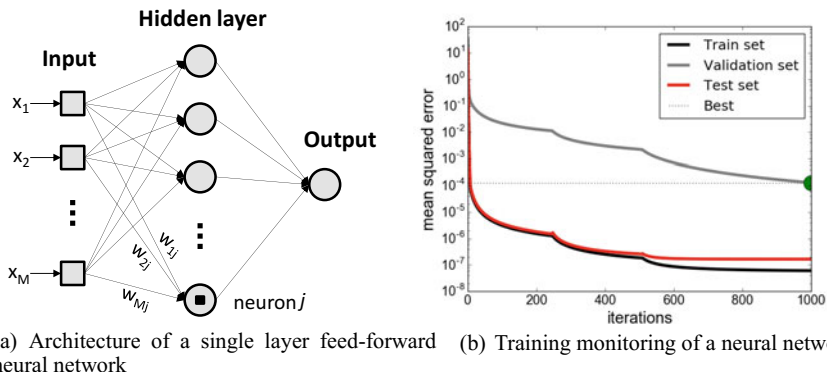 Hidden layer
Input
Output
x1
x2
xM
w1j
w2j
wMj
neuron j
a) Architecture of a single layer feed-forward
neural network
10^2
10^1
10^0
10^-1
10^-2
10^-3
10^-4
10^-5
10^-6
10^-7
10^-8
mean squared error
Train set
Validation set
Test set
Best
0
200
400
600
800
1000
iterations
(b) Training monitoring of a neural netw